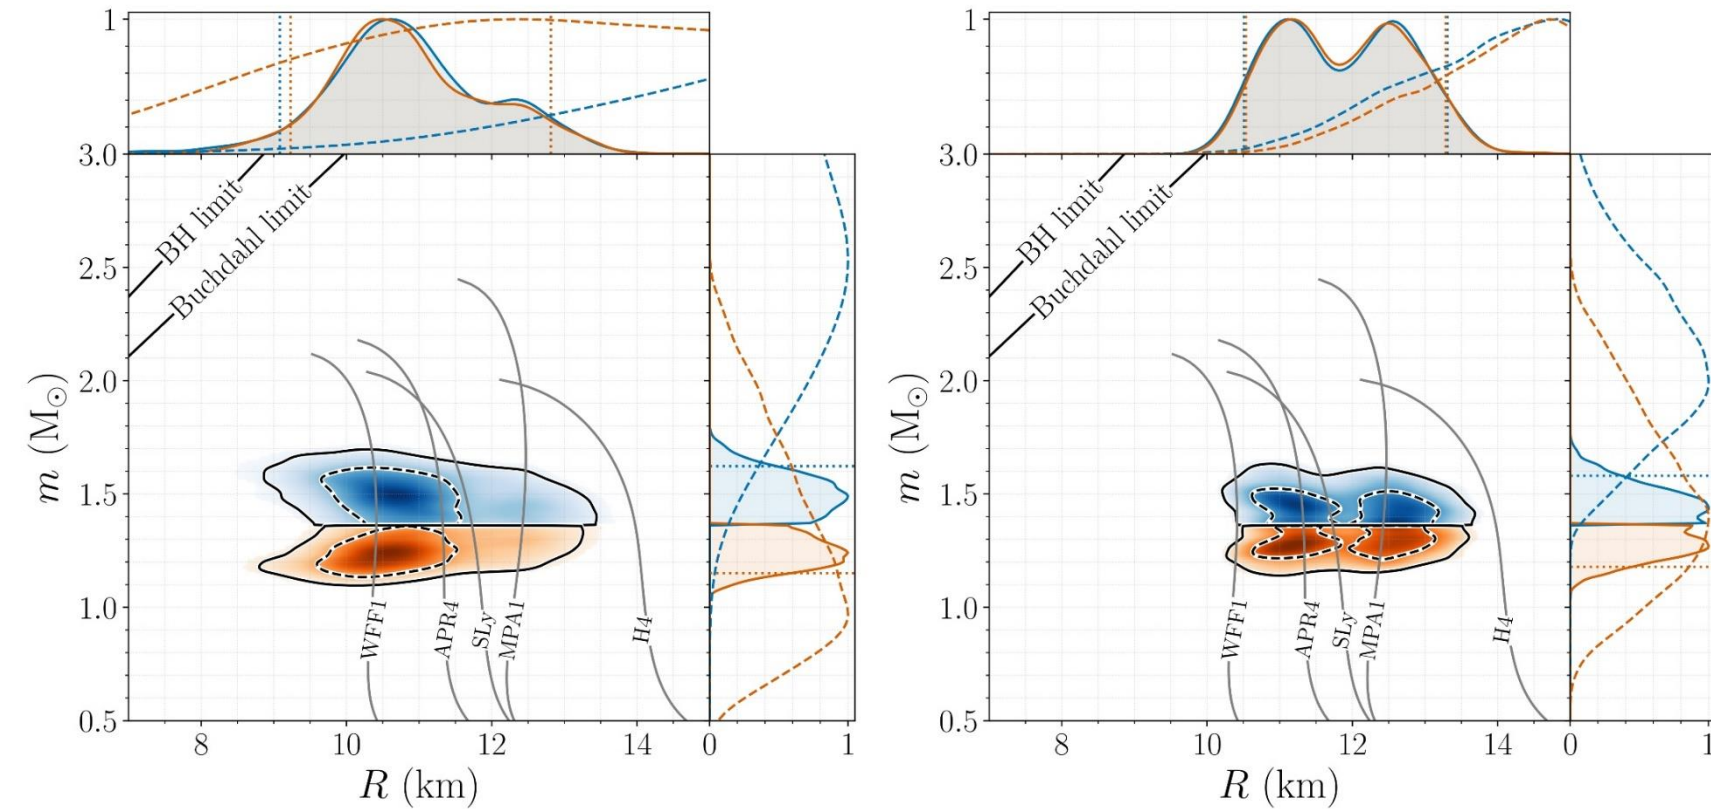 1
3.0
BH limit
Buchdahl limit
2.5
2.0
1.5
1.0
0.5
m (M⊙)
WFF1
APR4
SLy
MPA1
H4
8
10
12
14
0
1
R (km)
1
3.0
BH limit
Buchdahl limit
2.5
2.0
1.5
1.0
0.5
m (M⊙)
WFF1
APR4
SLy
MPA1
H4
8
10
12
14
0
1
R (km)